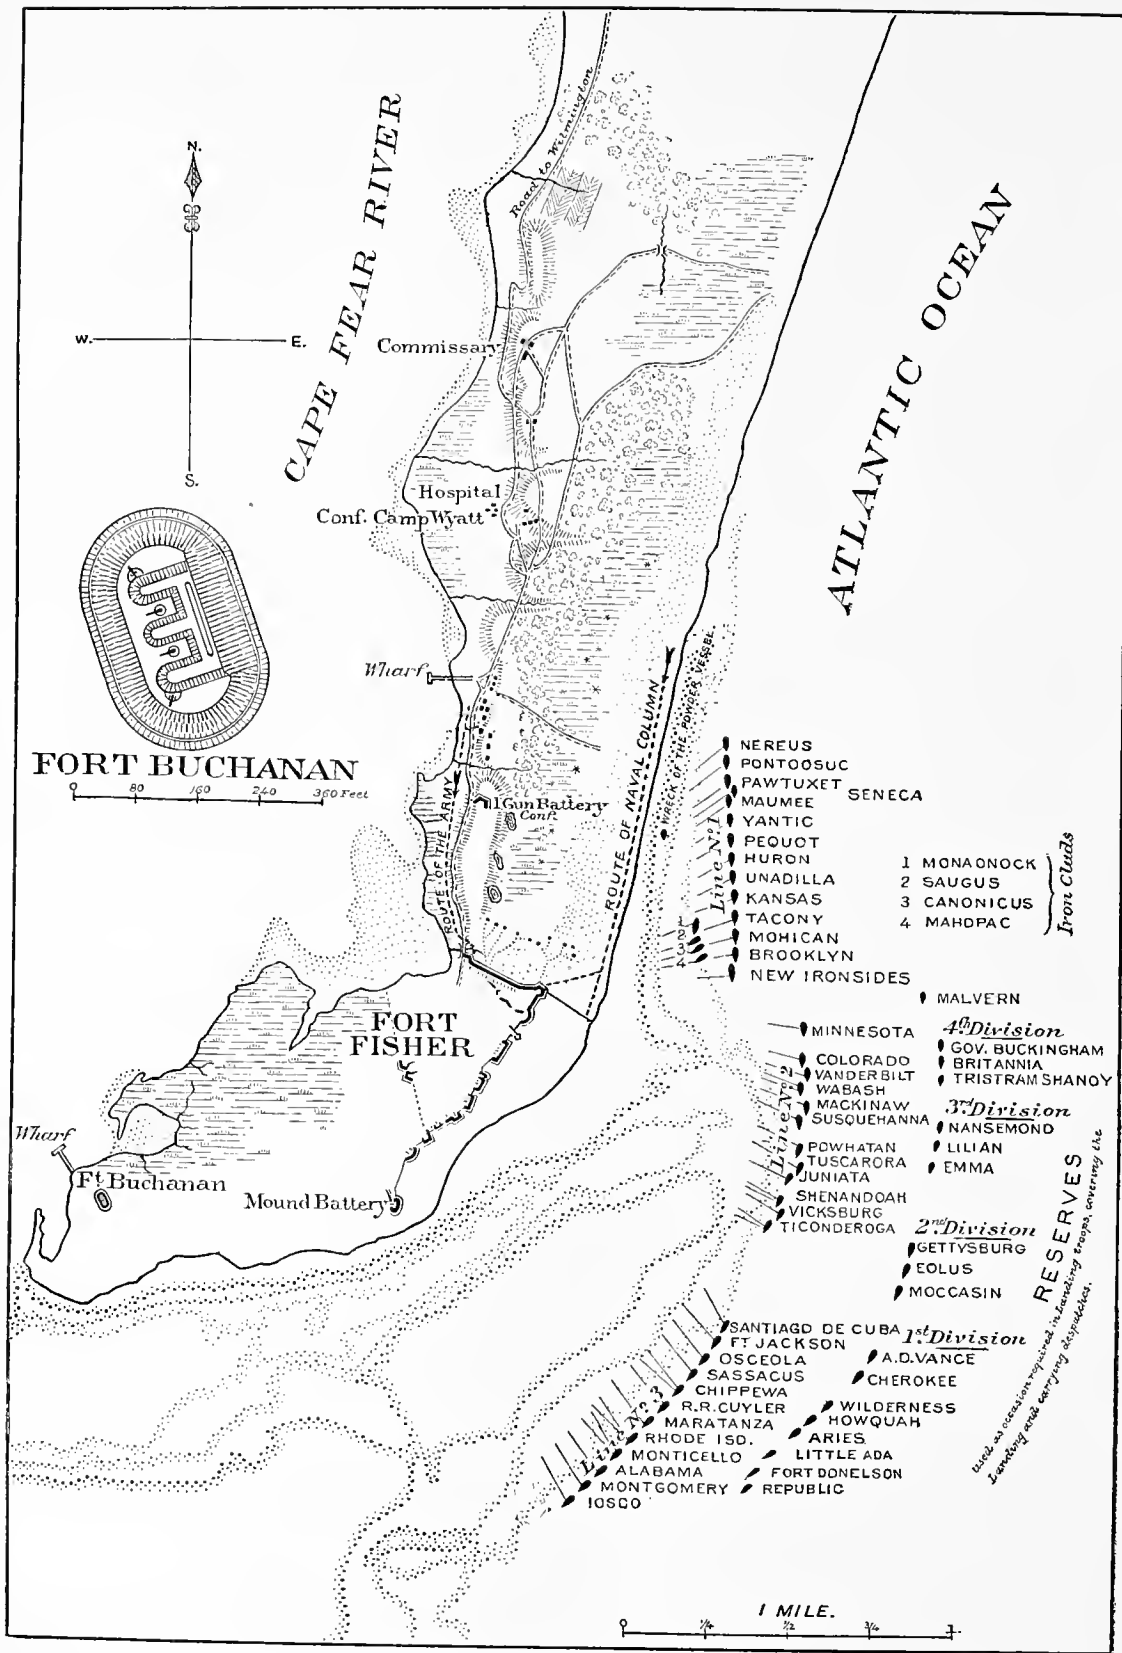 N.
W.
E.
S.
CAPE FEAR RIVER
Road to Wilmington
ATLANTIC OCEAN
Commissary
Hospital
Conf. Camp Wyatt
Wharf
FORT BUCHANAN
0 80 160 240 360 Feet
ROUTE OF THE ARMY
1 Gun Battery
Conf.
ROUTE OF NAVAL COLUMN
WRECK OF THE POWDER VESSEL
Line No. 1
NEREUS
PONTOOSUC
PAWTUXET
SENECA
MAUMEE
YANTIC
PEQUOT
HURON
UNADILLA
KANSAS
TACONY
MOHICAN
BROOKLYN
NEW IRONSIDES
1
2
3
4
1 MONADNOCK
2 SAUGUS
3 CANONICUS
4 MAHOPAC
Iron Clads
MALVERN
FORT
FISHER
Wharf
Ft. Buchanan
Mound Battery
Line No. 2
MINNESOTA
COLORADO
VANDERBILT
WABASH
MACKINAW
SUSQUEHANNA
POWHATAN
TUSCARORA
JUNIATA
SHENANDOAH
VICKSBURG
TICONDEROGA
4th Division
GOV. BUCKINGHAM
BRITANNIA
TRISTRAM SHANDY
3rd Division
NANSEMOND
LILIAN
EMMA
2nd Division
GETTYSBURG
EOLUS
MOCCASIN
RESERVES
used as occasion required in landing troops, covering the
Landing and carrying despatches.
Line No. 3
SANTIAGO DE CUBA
FT. JACKSON
OSCEOLA
SASSACUS
CHIPPEWA
R.R. CUYLER
MARATANZA
RHODE ISD.
MONTICELLO
ALABAMA
MONTGOMERY
IOSCO
1st Division
A.D. VANCE
CHEROKEE
WILDERNESS
HOWQUAH
ARIES
LITTLE ADA
FORT DONELSON
REPUBLIC
1 MILE.
0 1/4 1/2 3/4 1